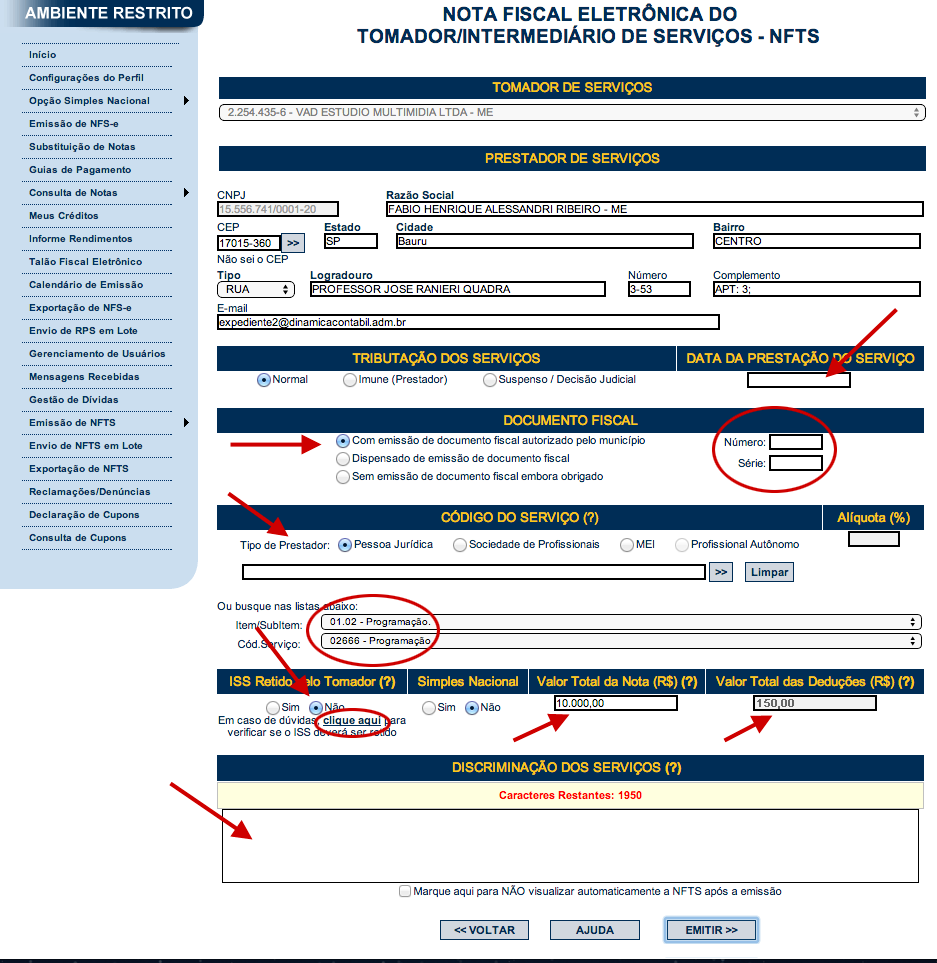 AMBIENTE RESTRITO
Início
Configurações do Perfil
Opção Simples Nacional
Emissão de NFS-e
Substituição de Notas
Guias de Pagamento
Consulta de Notas
Meus Créditos
Informe Rendimentos
Talão Fiscal Eletrônico
Calendário de Emissão
Exportação de NFS-e
Envio de RPS em Lote
Gerenciamento de Usuários
Mensagens Recebidas
Gestão de Dívidas
Emissão de NFTS
Envio de NFTS em Lote
Exportação de NFTS
Reclamações/Denúncias
Declaração de Cupons
Consulta de Cupons
NOTA FISCAL ELETRÔNICA DO
TOMADOR/INTERMEDIÁRIO DE SERVIÇOS - NFTS
TOMADOR DE SERVIÇOS
2.254.435-6 - VAD ESTUDIO MULTIMIDIA LTDA - ME
PRESTADOR DE SERVIÇOS
CNPJ Razão Social
15.556.741/0001-20 FABIO HENRIQUE ALESSANDRI RIBEIRO - ME
CEP Estado Cidade Bairro
17015-360 >> SP Bauru CENTRO
Não sei o CEP
Tipo Logradouro Número Complemento
RUA PROFESSOR JOSE RANIERI QUADRA 3-53 APT: 3;
E-mail
expediente2@dinamicacontabil.adm.br
TRIBUTAÇÃO DOS SERVIÇOS DATA DA PRESTAÇÃO DO SERVIÇO
Normal Imune (Prestador) Suspenso / Decisão Judicial
DOCUMENTO FISCAL
Com emissão de documento fiscal autorizado pelo município Número:
Dispensado de emissão de documento fiscal Série:
Sem emissão de documento fiscal embora obrigado
CÓDIGO DO SERVIÇO (?) Alíquota (%)
Tipo de Prestador: Pessoa Jurídica Sociedade de Profissionais MEI Profissional Autônomo
>> Limpar
Ou busque nas listas abaixo:
Item/SubItem: 01.02 - Programação.
Cód.Serviço: 02666 - Programação.
ISS Retido pelo Tomador (?) Simples Nacional Valor Total da Nota (R$) (?) Valor Total das Deduções (R$) (?)
Sim Não Sim Não 10.000,00 150,00
Em caso de dúvidas, clique aqui para
verificar se o ISS deverá ser retido
DISCRIMINAÇÃO DOS SERVIÇOS (?)
Caracteres Restantes: 1950
Marque aqui para NÃO visualizar automaticamente a NFTS após a emissão
<< VOLTAR AJUDA EMITIR >>